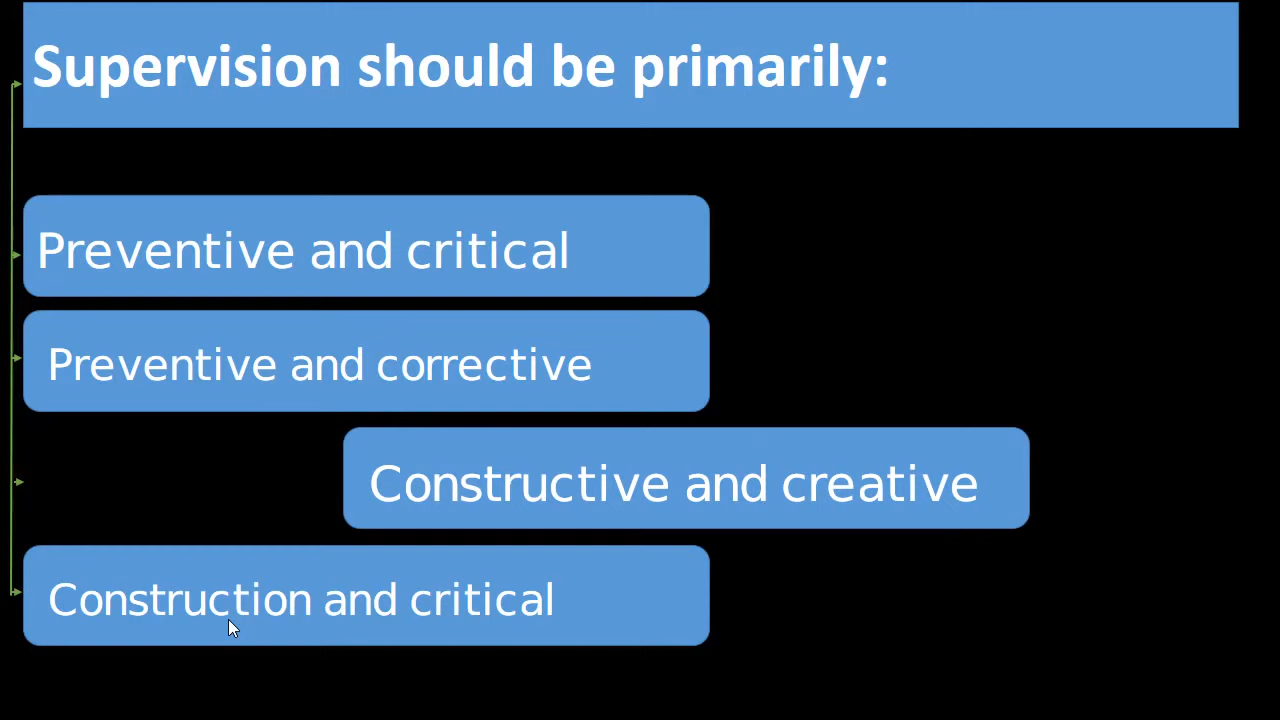 Supervision should be primarily:
Preventive and critical
Preventive and corrective
Constructive and creative
Construction and critical